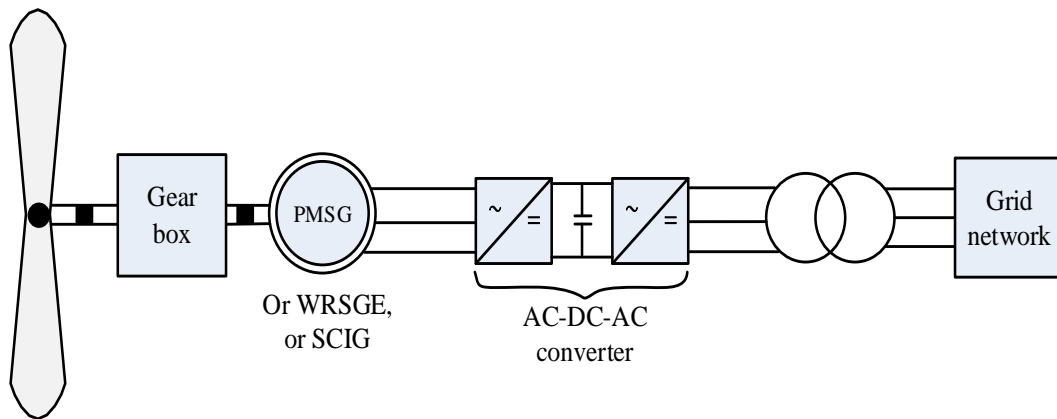 Gear
box
PMSG
Or WRSGE,
or SCIG
~
=
~
=
AC-DC-AC
converter
Grid
network